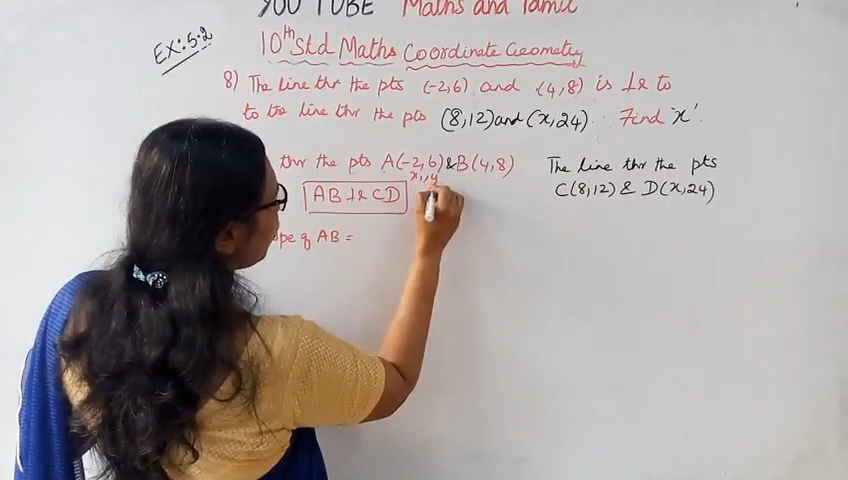 YOU TUBE Maths and Tamil
EX:5.2
10th Std Maths Coordinate Geometry
8) The line thr the pts (-2,6) and (4,8) is ⊥r to
to the line thr the pts (8,12) and (x,24). Find 'x'.
thr the pts A(-2,6) & B(4,8)
x₁,y
AB ⊥r CD
ope of AB =
The line thr the pts
C(8,12) & D(x,24)